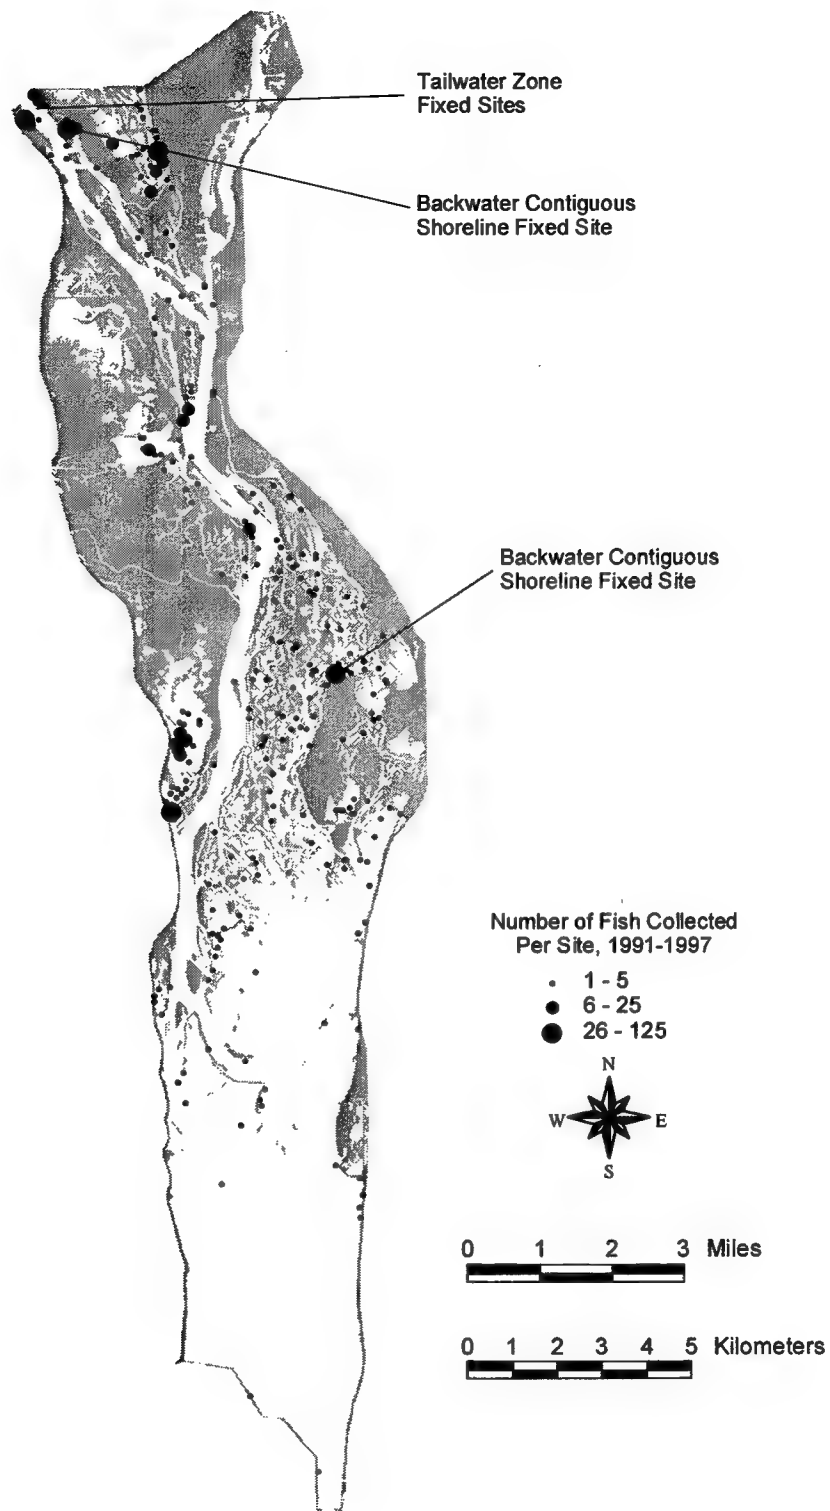 Tailwater Zone
Fixed Sites
Backwater Contiguous
Shoreline Fixed Site
Backwater Contiguous
Shoreline Fixed Site
Number of Fish Collected
Per Site, 1991-1997
1 - 5
6 - 25
26 - 125
N
W E
S
0 1 2 3 Miles
0 1 2 3 4 5 Kilometers